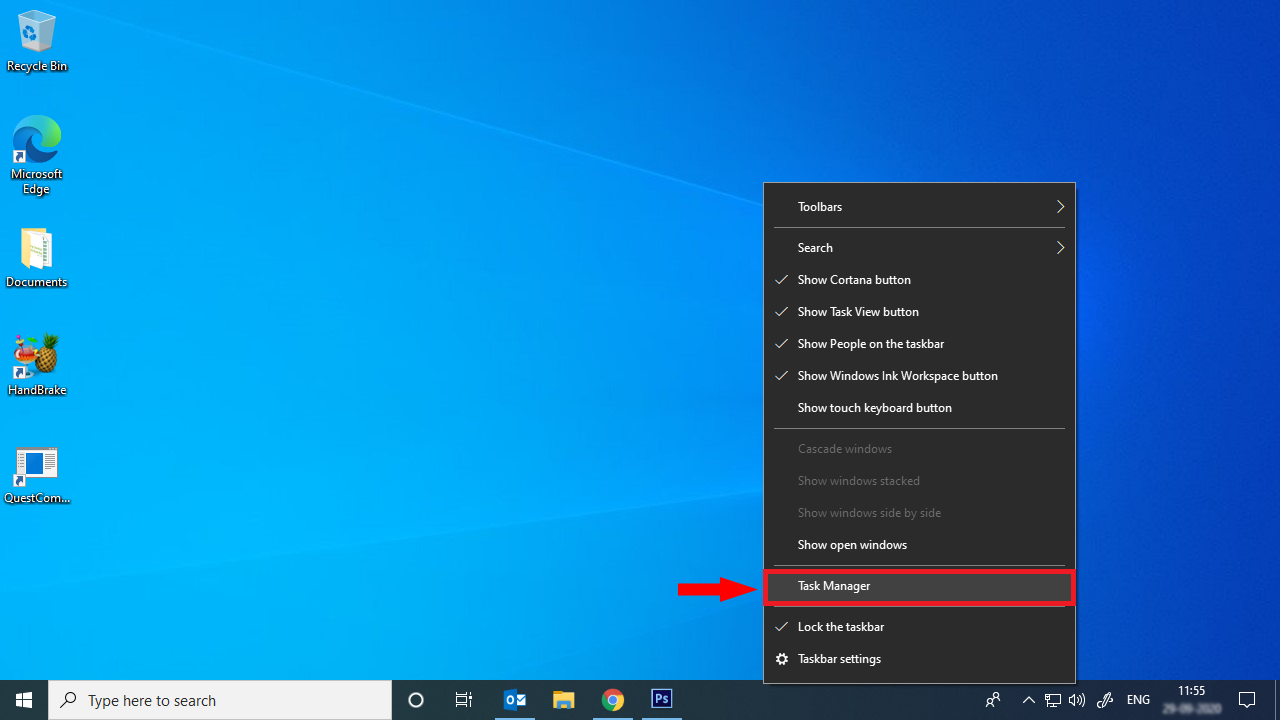 Recycle Bin
Microsoft
Edge
Documents
HandBrake
QuestCom...
Toolbars
Search
Show Cortana button
Show Task View button
Show People on the taskbar
Show Windows Ink Workspace button
Show touch keyboard button
Cascade windows
Show windows stacked
Show windows side by side
Show open windows
Task Manager
Lock the taskbar
Taskbar settings
Type here to search
Ps
ENG
11:55